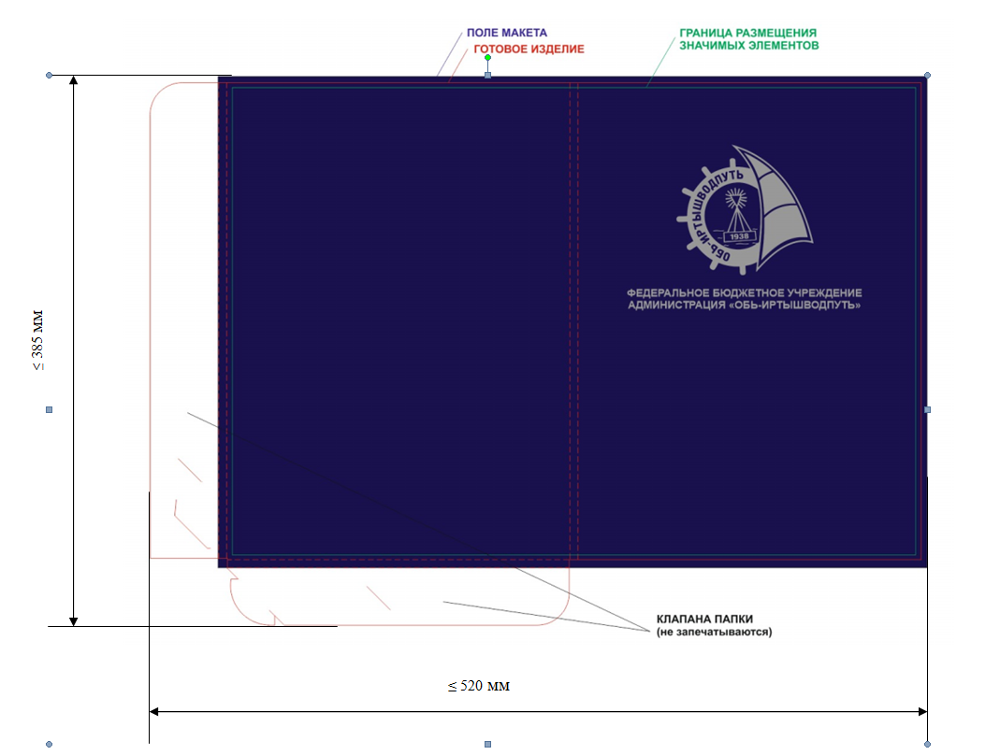 ПОЛЕ МАКЕТА
ГОТОВОЕ ИЗДЕЛИЕ
ГРАНИЦА РАЗМЕЩЕНИЯ
ЗНАЧИМЫХ ЭЛЕМЕНТОВ
ОБЬ-ИРТЫШВОДПУТЬ
1938
ФЕДЕРАЛЬНОЕ БЮДЖЕТНОЕ УЧРЕЖДЕНИЕ
АДМИНИСТРАЦИЯ «ОБЬ-ИРТЫШВОДПУТЬ»
≤ 385 мм
КЛАПАНА ПАПКИ
(не запечатываются)
≤ 520 мм